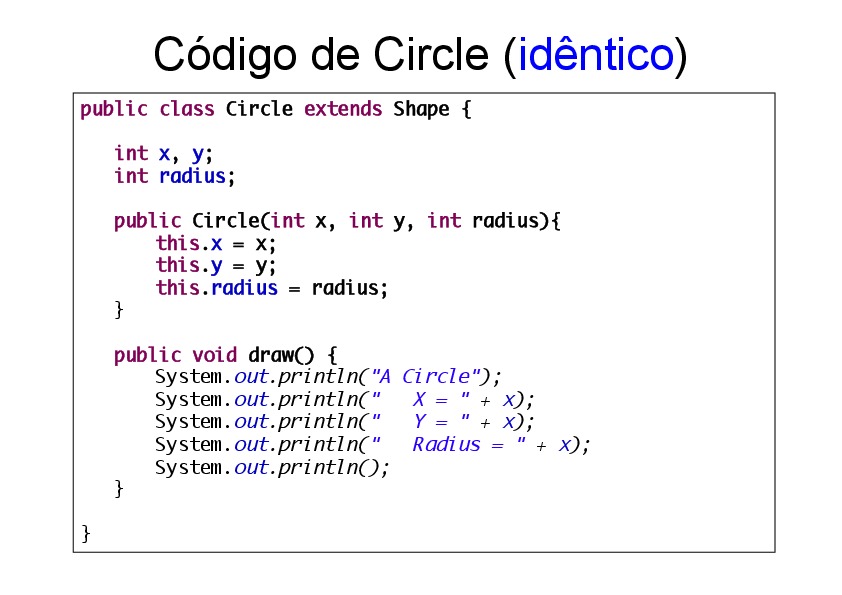 Código de Circle (idêntico)
public class Circle extends Shape {
int x, y;
int radius;
public Circle(int x, int y, int radius){
this.x = x;
this.y = y;
this.radius = radius;
}
public void draw() {
System.out.println("A Circle");
System.out.println("   X = " + x);
System.out.println("   Y = " + x);
System.out.println("   Radius = " + x);
System.out.println();
}
}